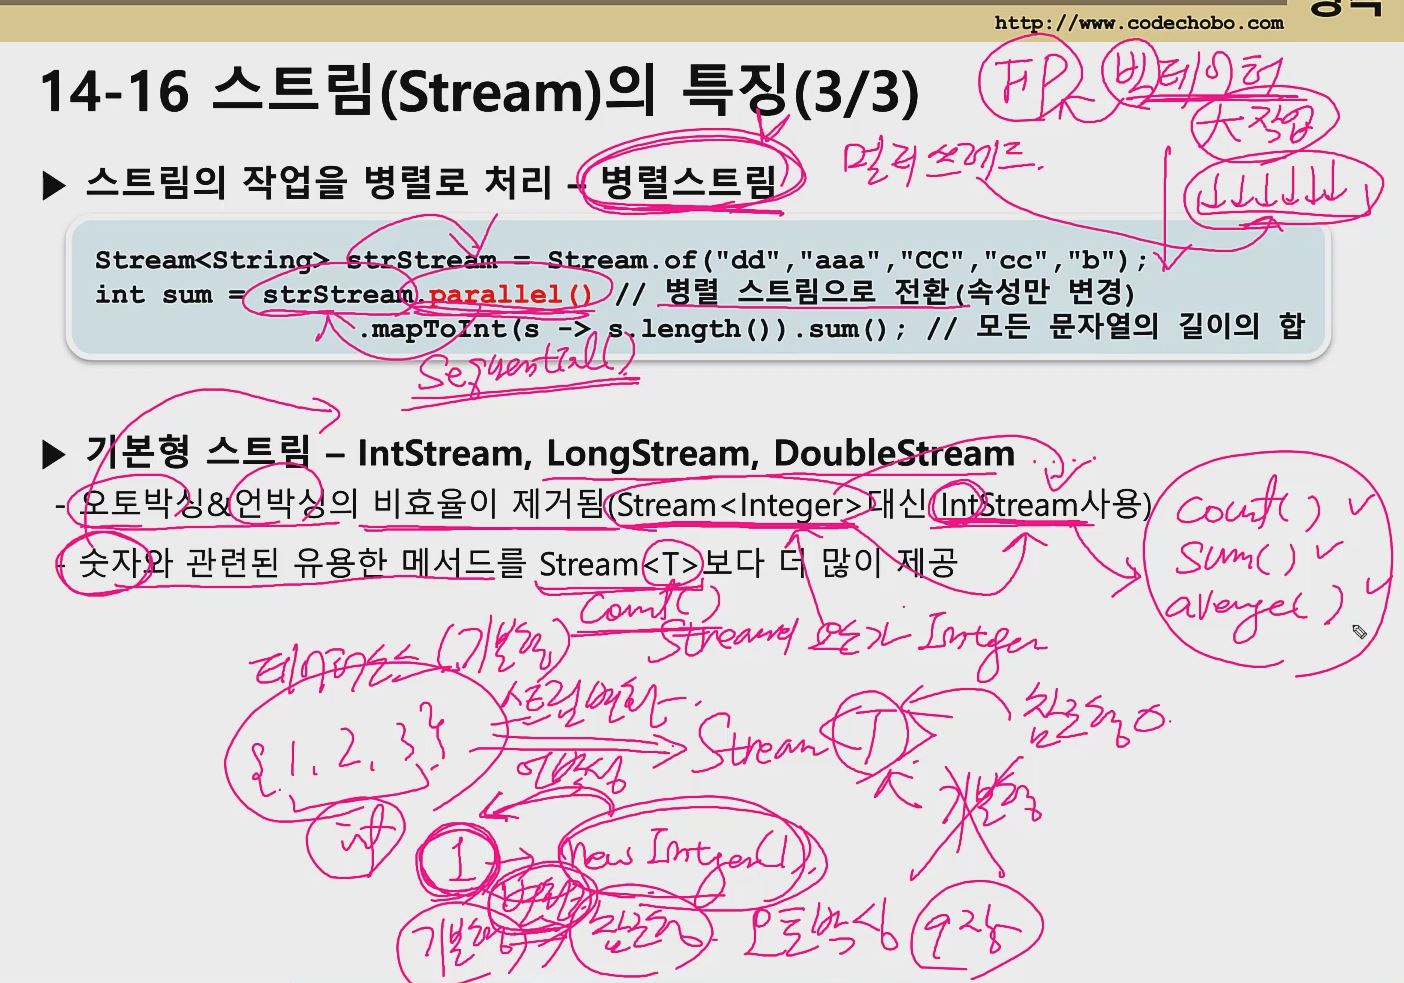 http://www.codechobo.com
14-16 스트림(Stream)의 특징(3/3)
FP 빅데이터
大작업
멀티쓰레드.
▶ 스트림의 작업을 병렬로 처리 – 병렬스트림
Stream<String> strStream = Stream.of("dd","aaa","CC","cc","b");
int sum = strStream.parallel() // 병렬 스트림으로 전환(속성만 변경)
.mapToInt(s -> s.length()).sum(); // 모든 문자열의 길이의 합
Sequential()
▶ 기본형 스트림 – IntStream, LongStream, DoubleStream
- 오토박싱&언박싱의 비효율이 제거됨(Stream<Integer>대신 IntStream사용)
- 숫자와 관련된 유용한 메서드를 Stream<T>보다 더 많이 제공
count() sum()
average()
count()
Stream의 요소가 Integer
(기본형)
스트림변환
{1, 2, 3}
Stream<T>
참조형 O.
언박싱
기본형
int
1 new Integer(1)
기본형 참조형
오토박싱
9장